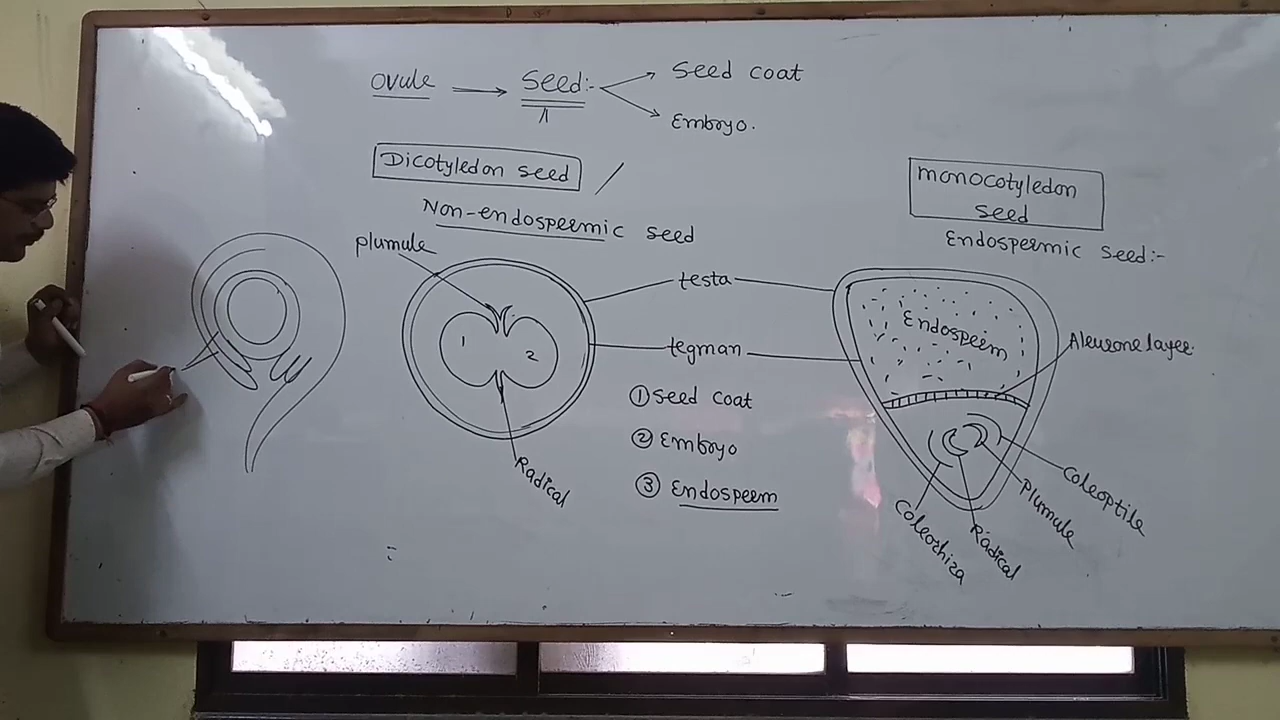 Ovule → Seed:- Seed coat
Embryo.
Dicotyledon seed /
Non-endospermic seed
monocotyledon
seed
Endospermic seed:-
plumule
testa
tegman
1
2
Radical
① Seed coat
② Embryo
③ Endosperm
Endosperm
Aleurone layer
Coleoptile
Plumule
Radical
Coleorhiza